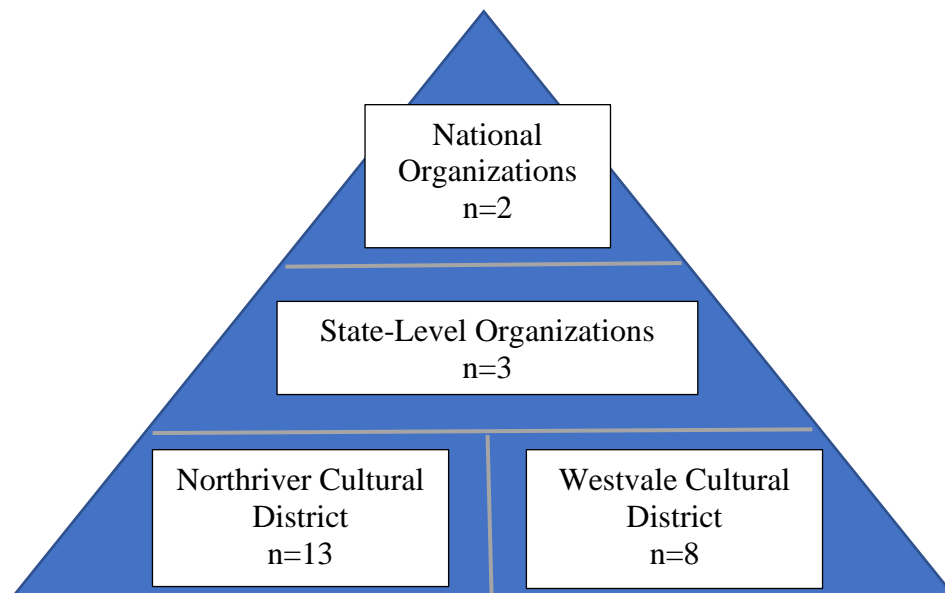 National
Organizations
n=2
State-Level Organizations
n=3
Northriver Cultural
District
n=13
Westvale Cultural
District
n=8